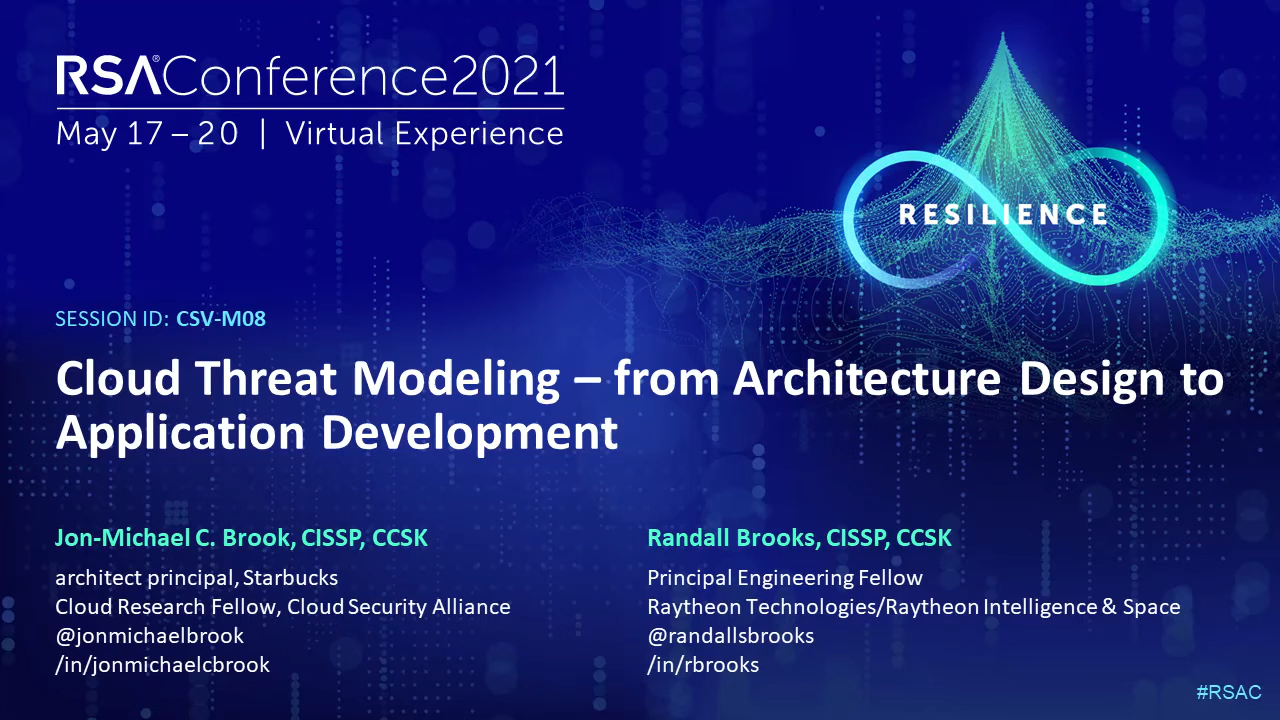 RSA®Conference2021
May 17 – 20 | Virtual Experience
RESILIENCE
SESSION ID: CSV-M08
Cloud Threat Modeling – from Architecture Design to
Application Development
Jon-Michael C. Brook, CISSP, CCSK
architect principal, Starbucks
Cloud Research Fellow, Cloud Security Alliance
@jonmichaelbrook
/in/jonmichaelcbrook
Randall Brooks, CISSP, CCSK
Principal Engineering Fellow
Raytheon Technologies/Raytheon Intelligence & Space
@randallsbrooks
/in/rbrooks
#RSAC